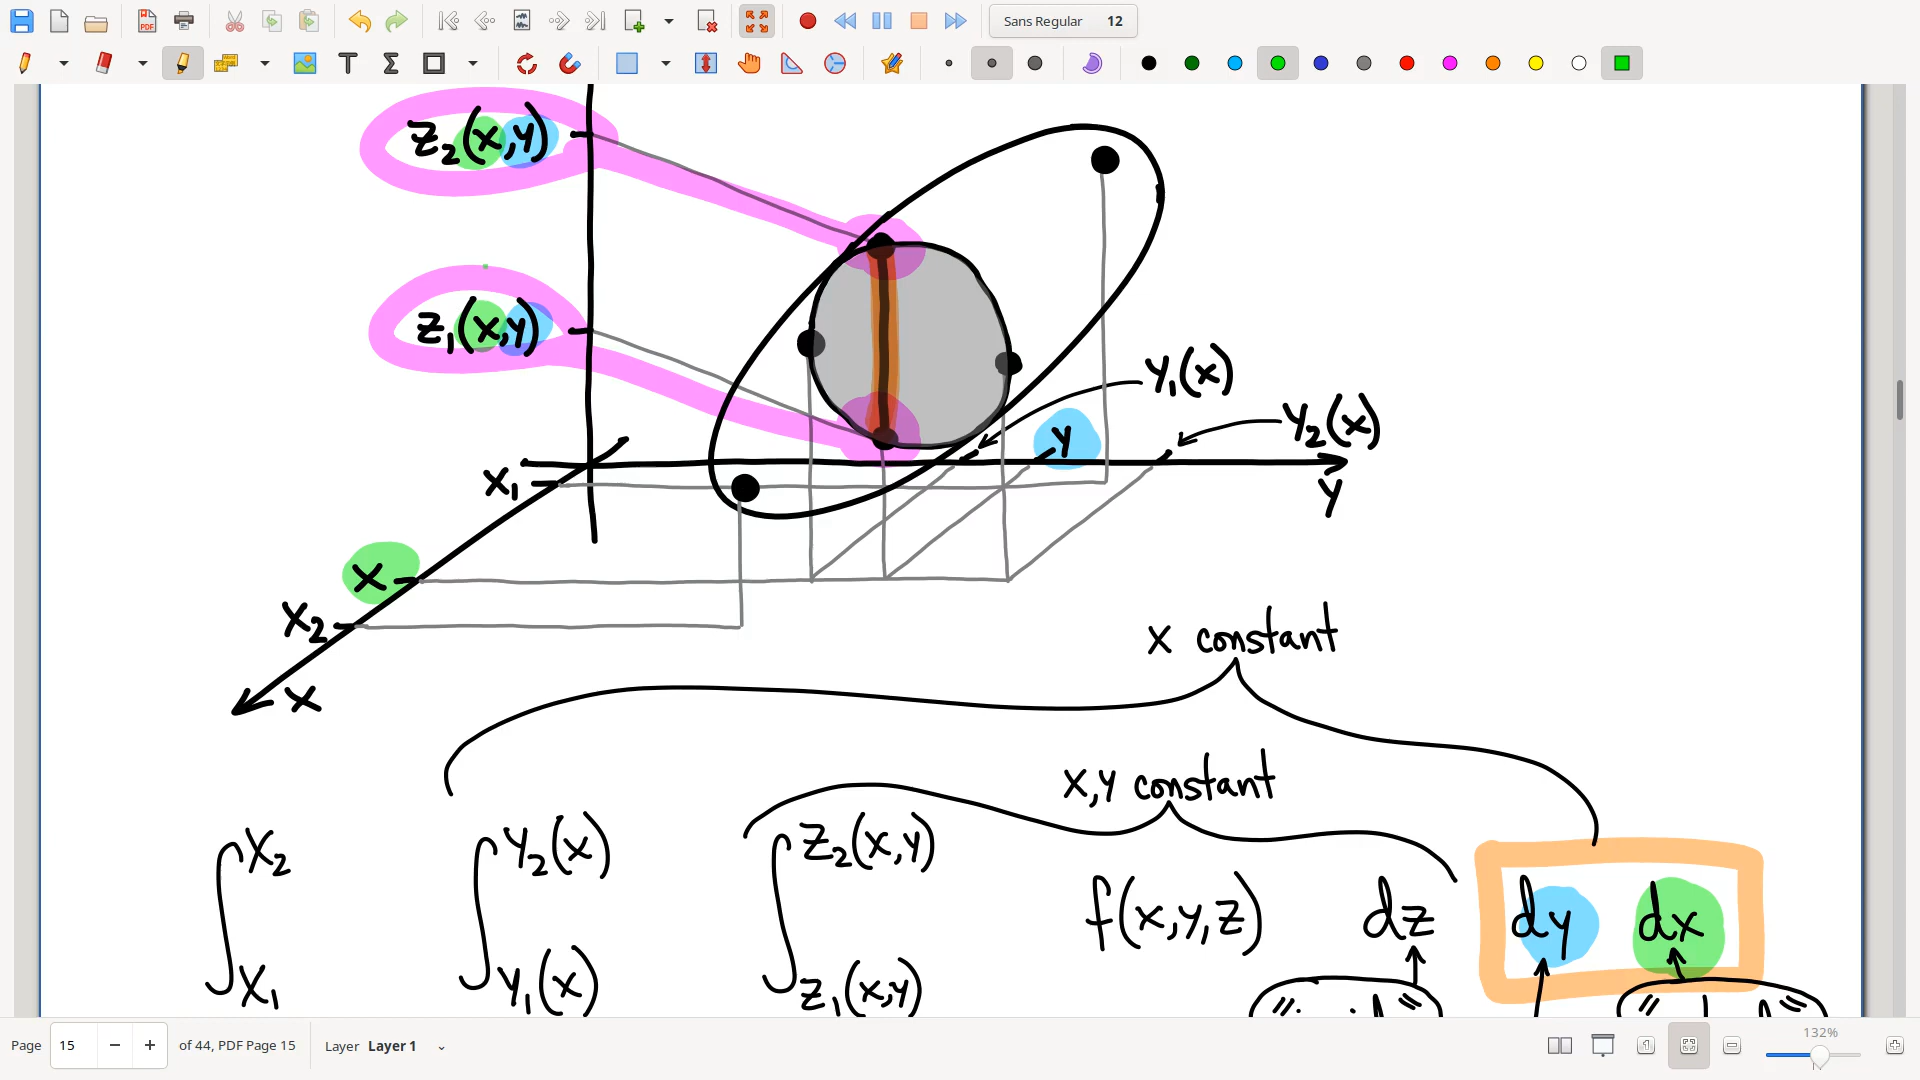 Sans Regular 12
z₂(x,y)
z₁(x,y)
y₁(x)
y₂(x)
y
y
x₁
x
x₂
x
x constant
x,y constant
∫ x₂ x₁ ∫ y₂(x) y₁(x) ∫ z₂(x,y) z₁(x,y) f(x,y,z) dz dy dx
Page 15 of 44, PDF Page 15 Layer Layer 1 132%